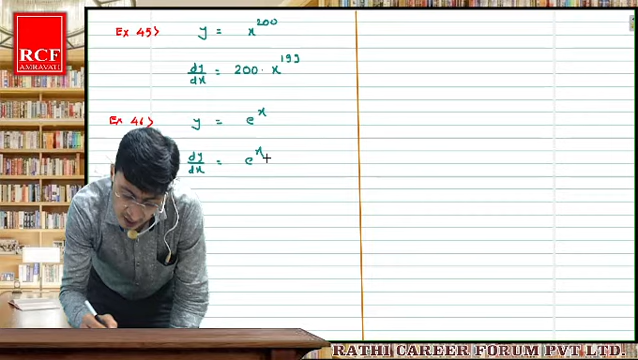 RCF
AMRAVATI
Ex 45> y = x^200
dy/dx = 200 · x^199
Ex 46> y = e^x
dy/dx = e^x
RATHI CAREER FORUM PVT LTD.